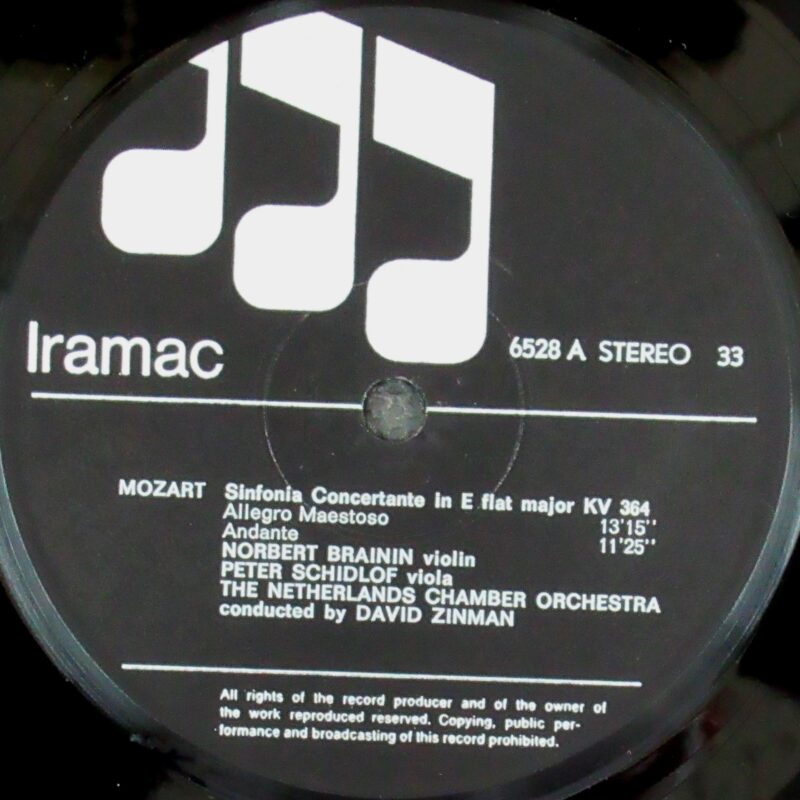 Iramac
6528 A STEREO 33
MOZART Sinfonia Concertante in E flat major KV 364
Allegro Maestoso 13'15''
Andante 11'25''
NORBERT BRAININ violin
PETER SCHIDLOF viola
THE NETHERLANDS CHAMBER ORCHESTRA
conducted by DAVID ZINMAN
All rights of the record producer and of the owner of
the work reproduced reserved. Copying, public per-
formance and broadcasting of this record prohibited.